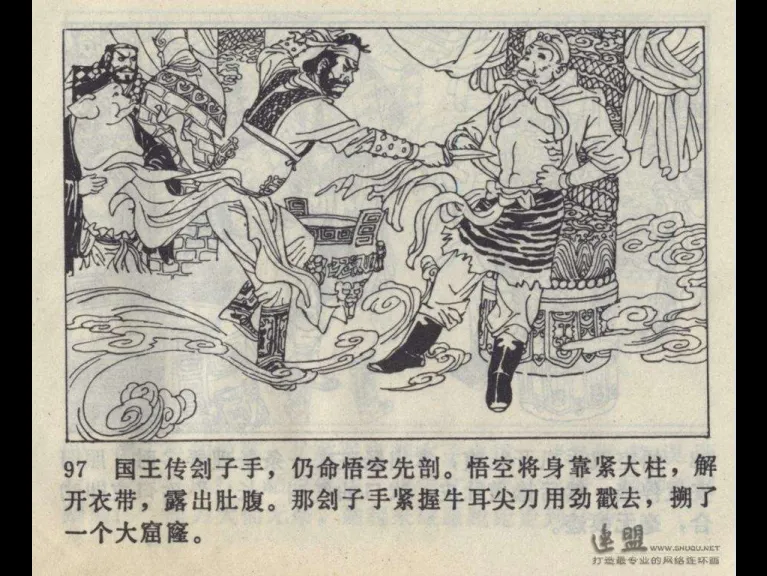 97 国王传刽子手，仍命悟空先剖。悟空将身靠紧大柱，解
开衣带，露出肚腹。那刽子手紧握牛耳尖刀用劲戳去，搠了
一个大窟窿。
连盟 WWW.SHUQU.NET
打造最专业的网络连环画